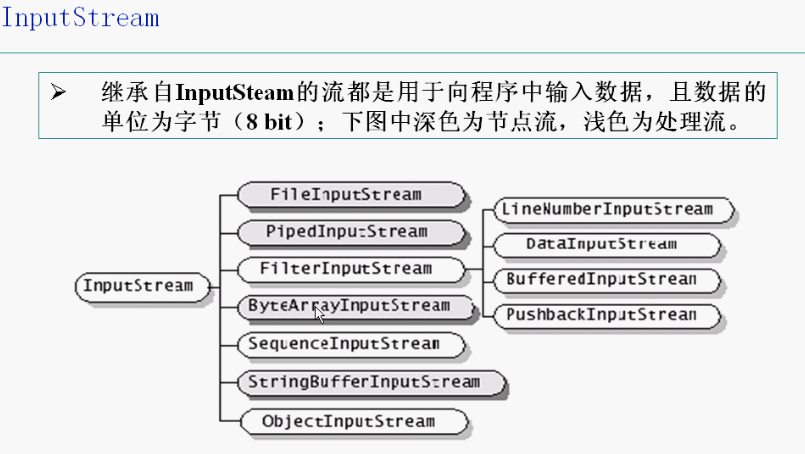 InputStream
➢ 继承自InputSteam的流都是用于向程序中输入数据，且数据的
单位为字节（8 bit）；下图中深色为节点流，浅色为处理流。
InputStream
FileInputStream
PipedInputStream
FilterInputStream
ByteArrayInputStream
SequenceInputStream
StringBufferInputStream
ObjectInputStream
LineNumberInputStream
DataInputStream
BufferedInputStream
PushbackInputStream